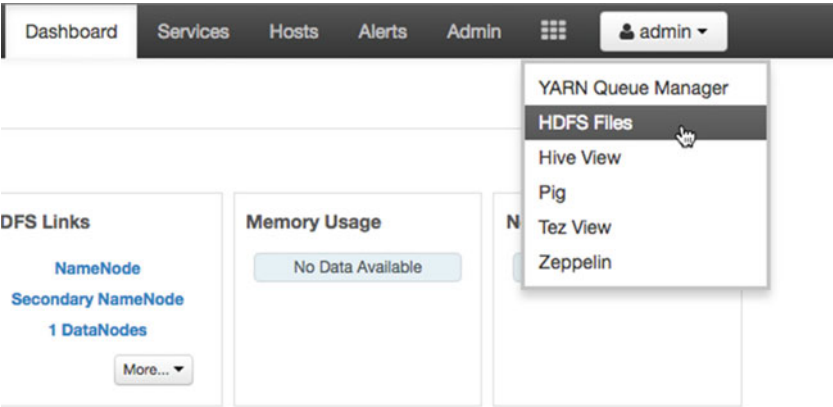 Dashboard Services Hosts Alerts Admin admin
YARN Queue Manager
HDFS Files
Hive View
Pig
Tez View
Zeppelin
DFS Links
NameNode
Secondary NameNode
1 DataNodes
More...
Memory Usage
No Data Available
N